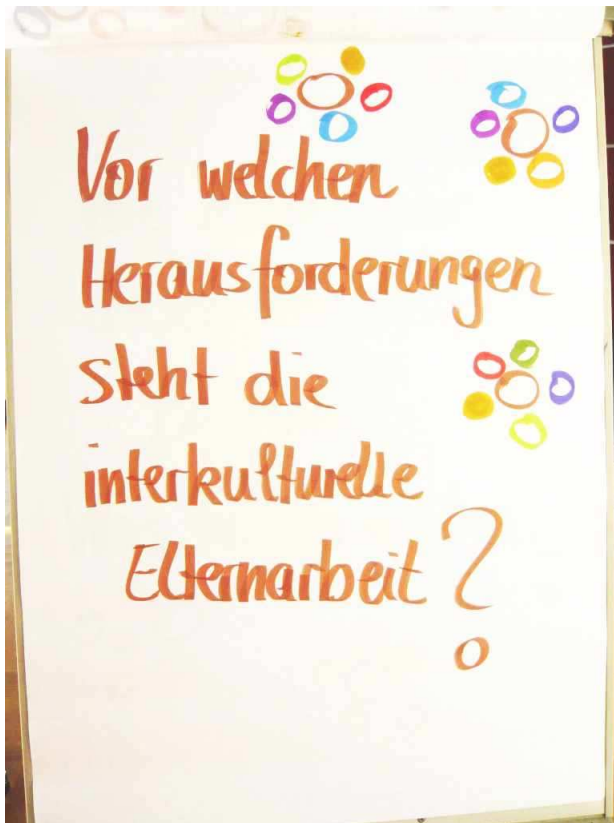 Vor welchen
Herausforderungen
steht die
interkulturelle
Elternarbeit?